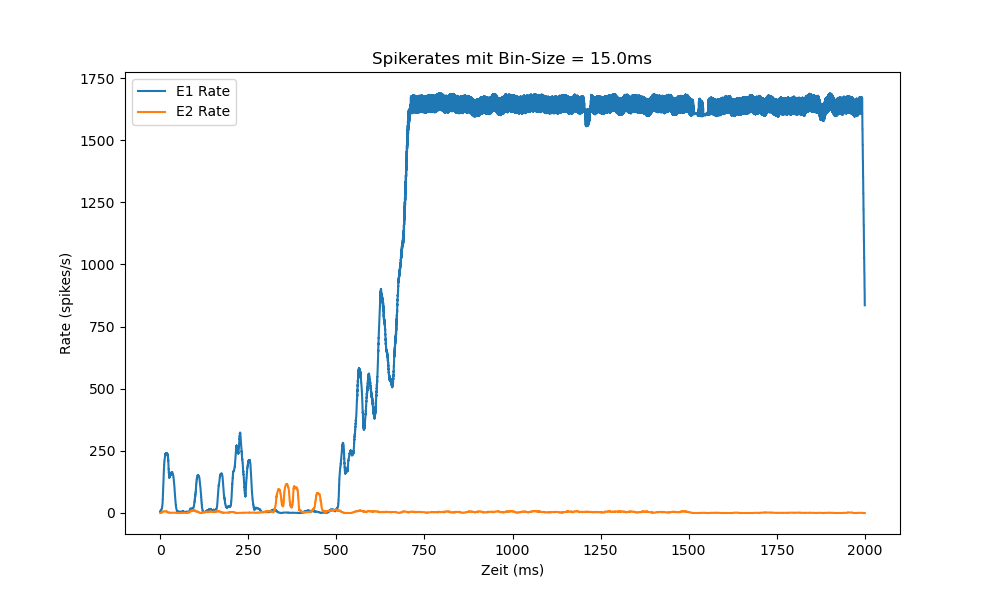 Spikerates mit Bin-Size = 15.0ms
E1 Rate
E2 Rate
1750
1500
1250
1000
750
500
250
0
Rate (spikes/s)
0 250 500 750 1000 1250 1500 1750 2000
Zeit (ms)